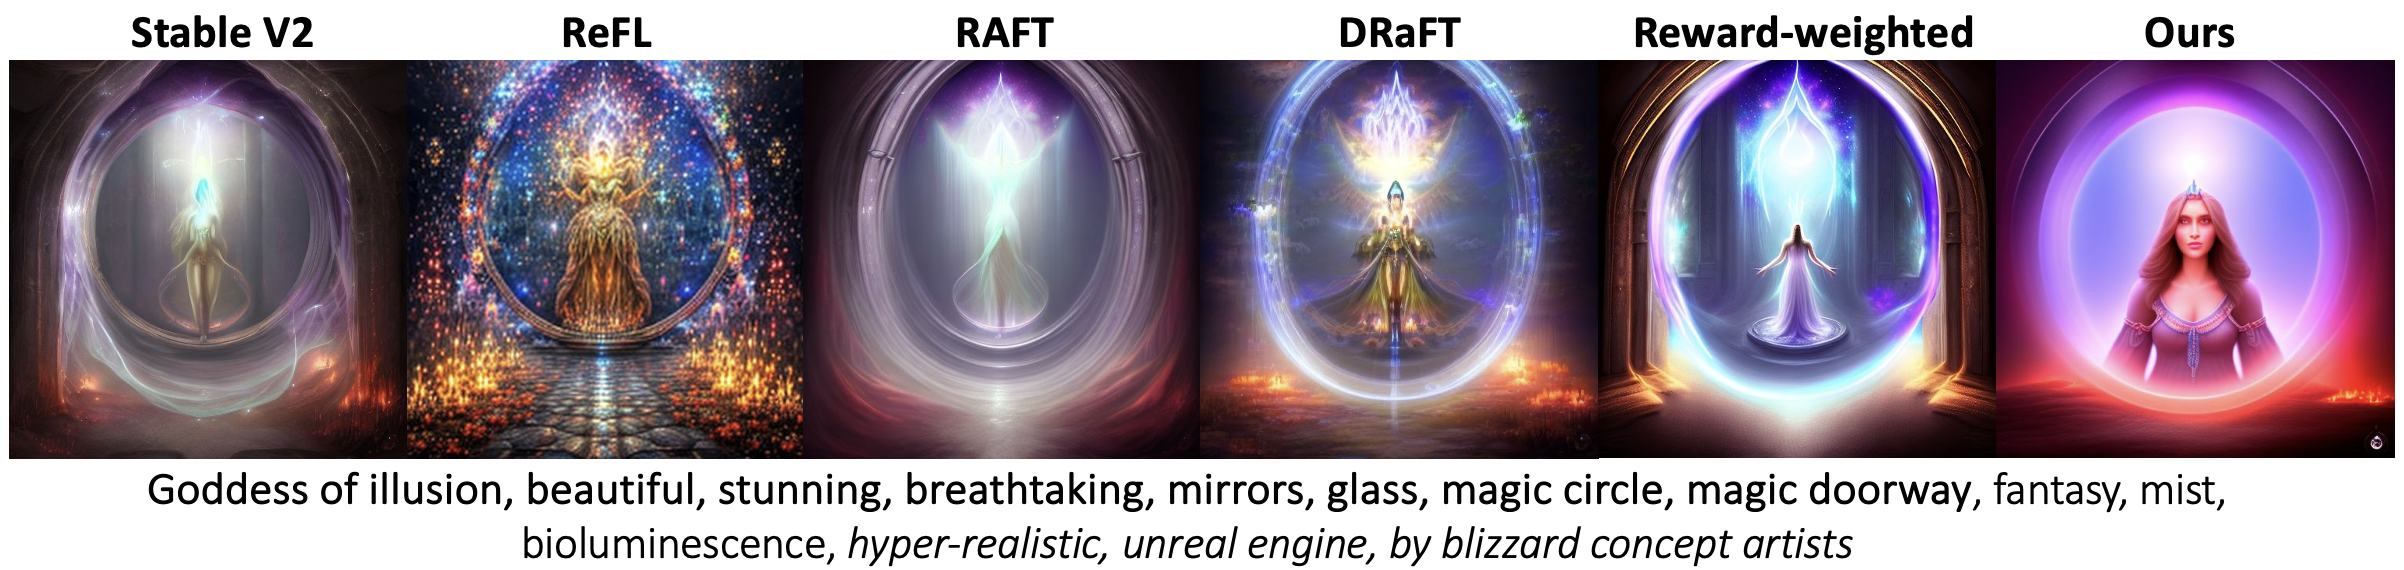 Stable V2 ReFL RAFT DRaFT Reward-weighted Ours
Goddess of illusion, beautiful, stunning, breathtaking, mirrors, glass, magic circle, magic doorway, fantasy, mist,
bioluminescence, hyper-realistic, unreal engine, by blizzard concept artists